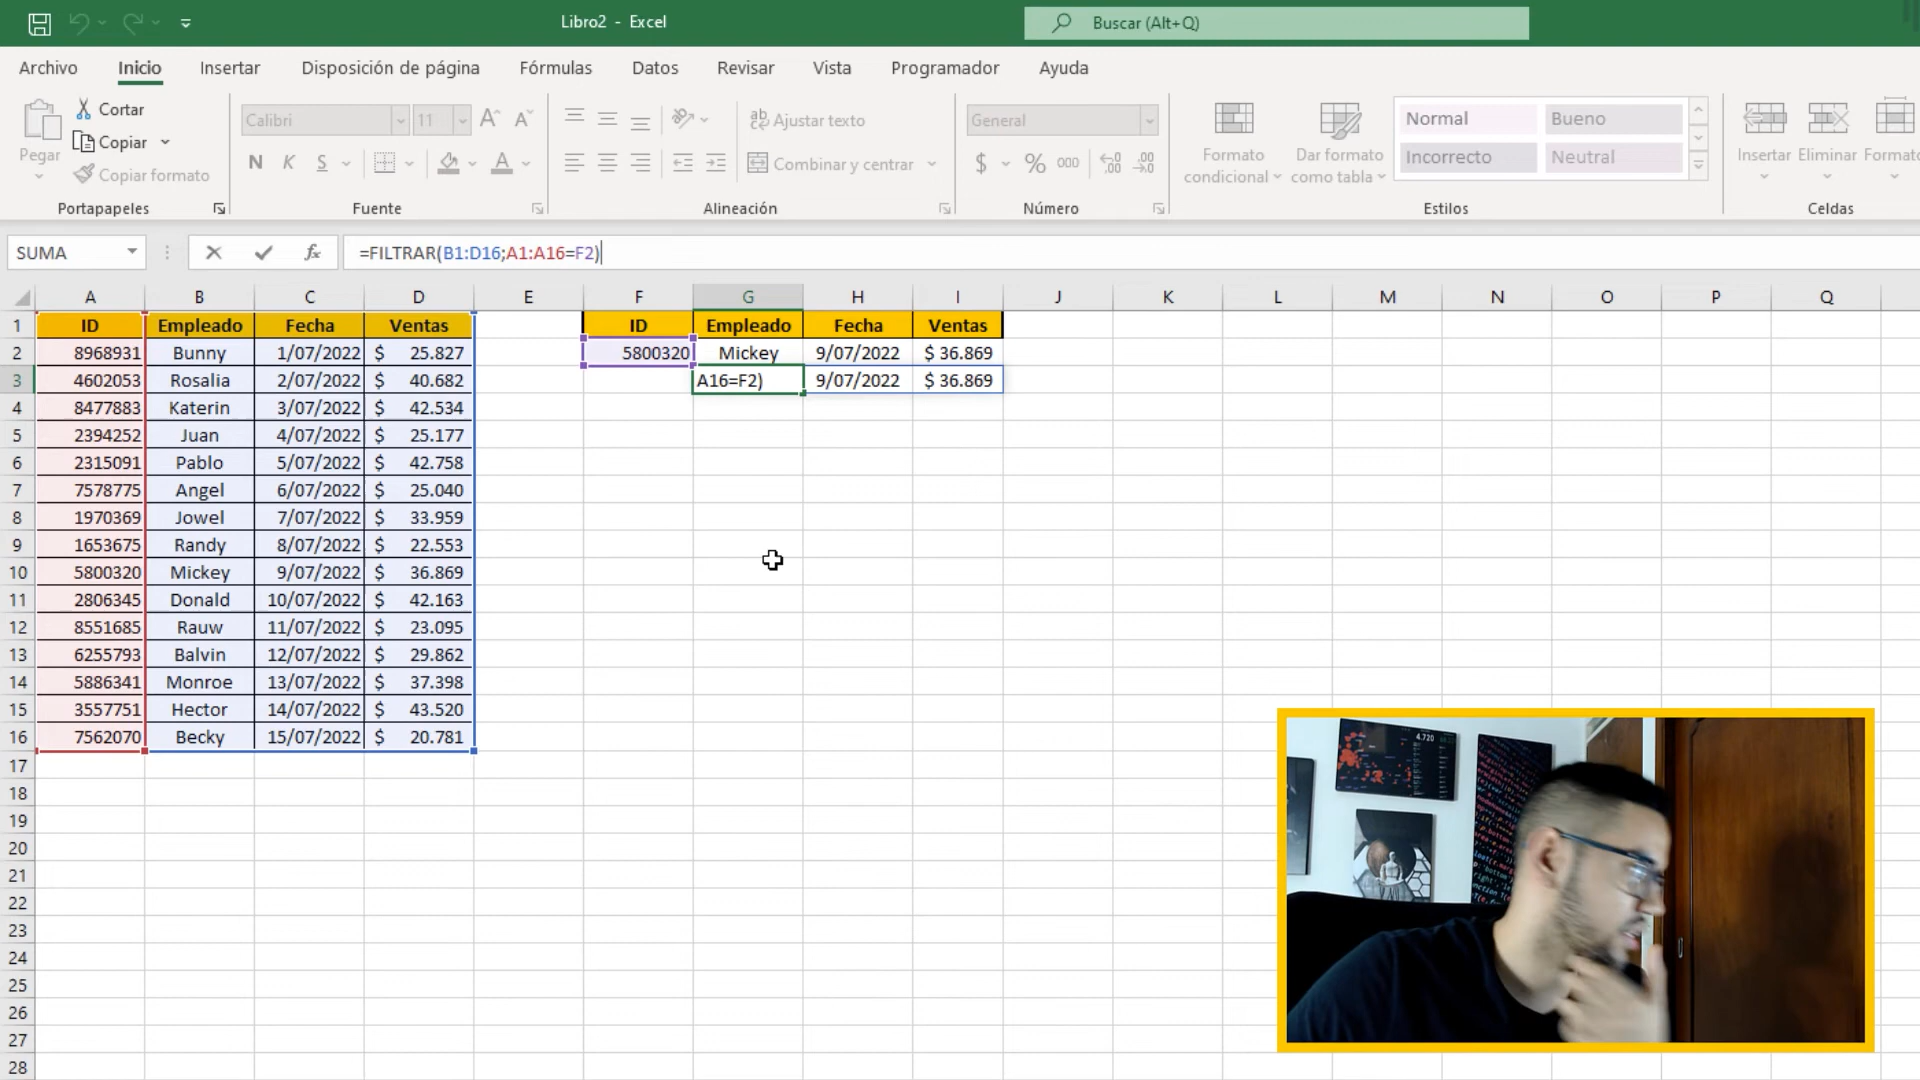 Libro2 - Excel
Buscar (Alt+Q)
Archivo Inicio Insertar Disposición de página Fórmulas Datos Revisar Vista Programador Ayuda
Pegar
Cortar
Copiar
Copiar formato
Portapapeles
Calibri 11
N K S
Fuente
Ajustar texto
Combinar y centrar
Alineación
General
$ % 000
Número
Formato condicional
Dar formato como tabla
Normal Bueno
Incorrecto Neutral
Estilos
Insertar Eliminar Formato
Celdas
SUMA fx =FILTRAR(B1:D16;A1:A16=F2)
A B C D E F G H I J K L M N O P Q
1 ID Empleado Fecha Ventas ID Empleado Fecha Ventas
2 8968931 Bunny 1/07/2022 $ 25.827 5800320 Mickey 9/07/2022 $ 36.869
3 4602053 Rosalia 2/07/2022 $ 40.682 A16=F2) 9/07/2022 $ 36.869
4 8477883 Katerin 3/07/2022 $ 42.534
5 2394252 Juan 4/07/2022 $ 25.177
6 2315091 Pablo 5/07/2022 $ 42.758
7 7578775 Angel 6/07/2022 $ 25.040
8 1970369 Jowel 7/07/2022 $ 33.959
9 1653675 Randy 8/07/2022 $ 22.553
10 5800320 Mickey 9/07/2022 $ 36.869
11 2806345 Donald 10/07/2022 $ 42.163
12 8551685 Rauw 11/07/2022 $ 23.095
13 6255793 Balvin 12/07/2022 $ 29.862
14 5886341 Monroe 13/07/2022 $ 37.398
15 3557751 Hector 14/07/2022 $ 43.520
16 7562070 Becky 15/07/2022 $ 20.781
17
18
19
20
21
22
23
24
25
26
27
28
4.720